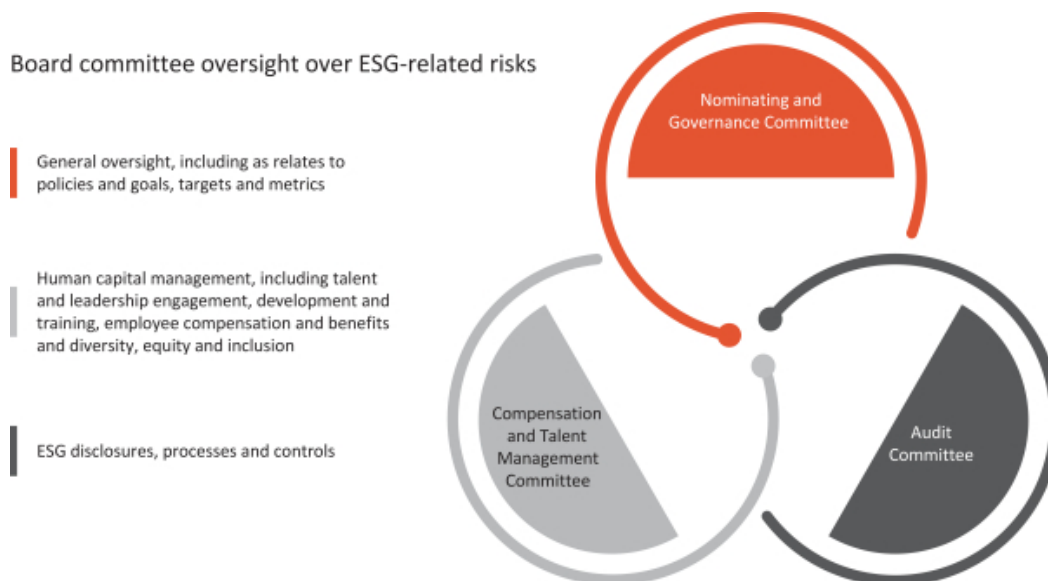 Board committee oversight over ESG-related risks
General oversight, including as relates to
policies and goals, targets and metrics
Human capital management, including talent
and leadership engagement, development and
training, employee compensation and benefits
and diversity, equity and inclusion
ESG disclosures, processes and controls
Nominating and
Governance Committee
Compensation
and Talent
Management
Committee
Audit
Committee